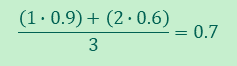 (1 · 0.9) + (2 · 0.6)
3
= 0.7